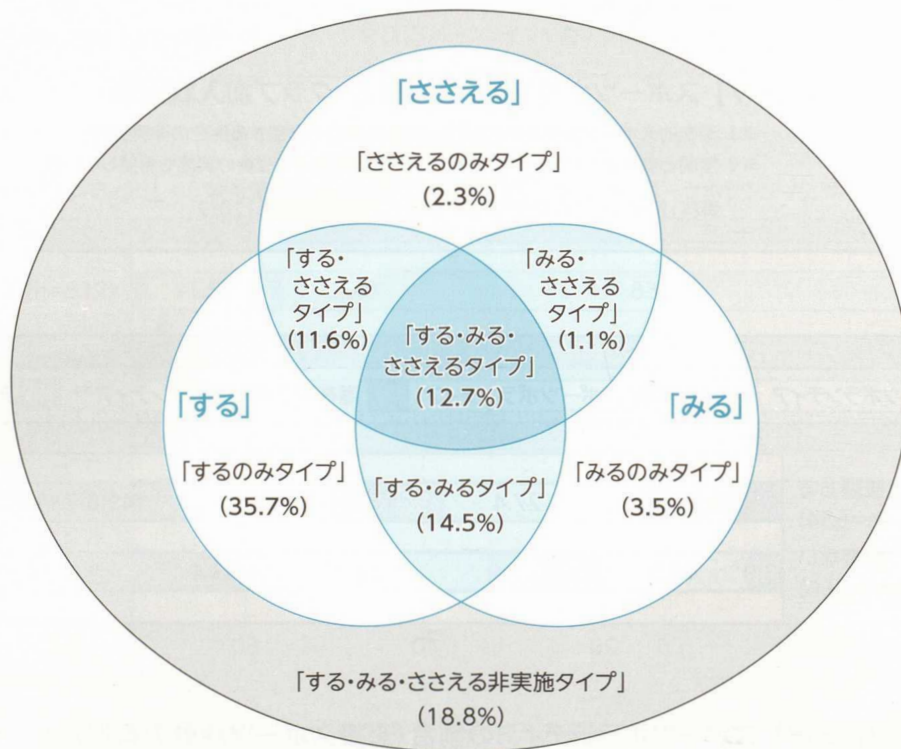 「ささえる」
「ささえるのみタイプ」
(2.3%)
「する・
ささえる
タイプ」
(11.6%)
「みる・
ささえる
タイプ」
(1.1%)
「する・みる・
ささえるタイプ」
(12.7%)
「する」
「みる」
「するのみタイプ」
(35.7%)
「する・みるタイプ」
(14.5%)
「みるのみタイプ」
(3.5%)
「する・みる・ささえる非実施タイプ」
(18.8%)